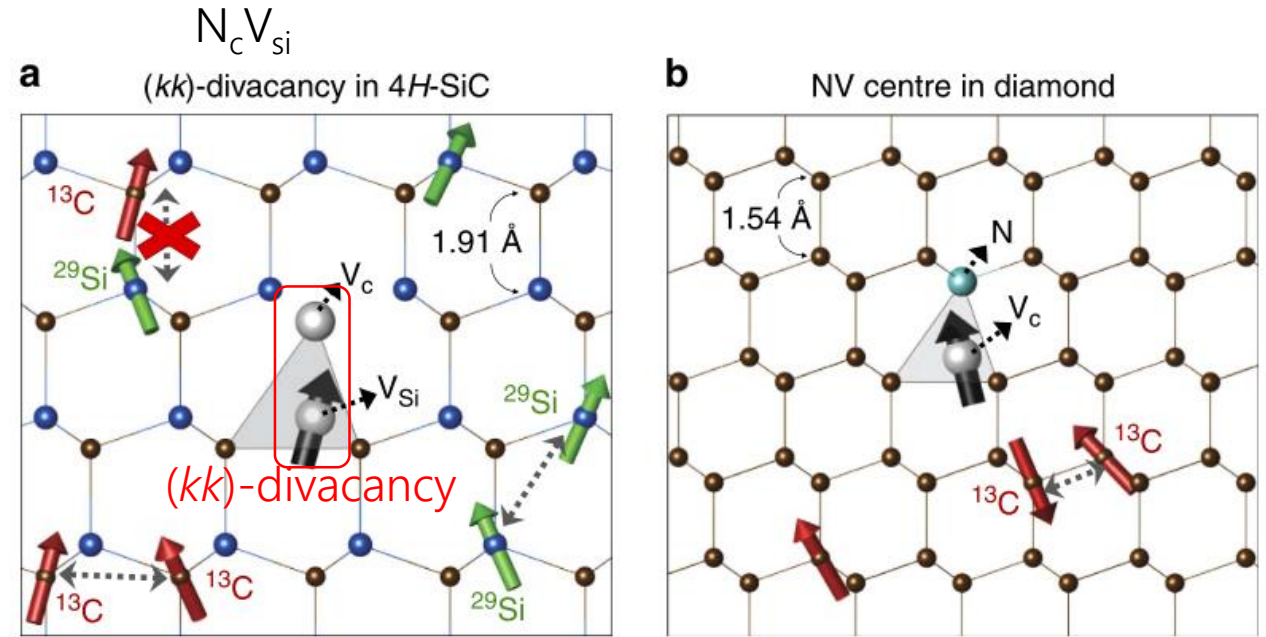 NcVsi
a
(kk)-divacancy in 4H-SiC
13C
29Si
1.91 Å
Vc
VSi
29Si
(kk)-divacancy
13C
13C
29Si
b
NV centre in diamond
1.54 Å
N
Vc
13C
13C